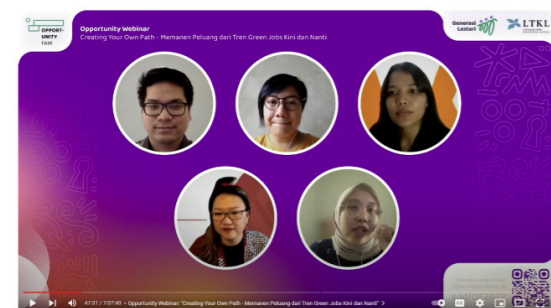 OPPORT-
UNITY
FAIR
Opportunity Webinar
Creating Your Own Path - Memanen Peluang dari Tren Green Jobs Kini dan Nanti
Generasi
Lestari
LTKL
47:31 / 7:07:40 • Opportunity Webinar: "Creating Your Own Path - Memanen Peluang dari Tren Green Jobs Kini dan Nanti" >